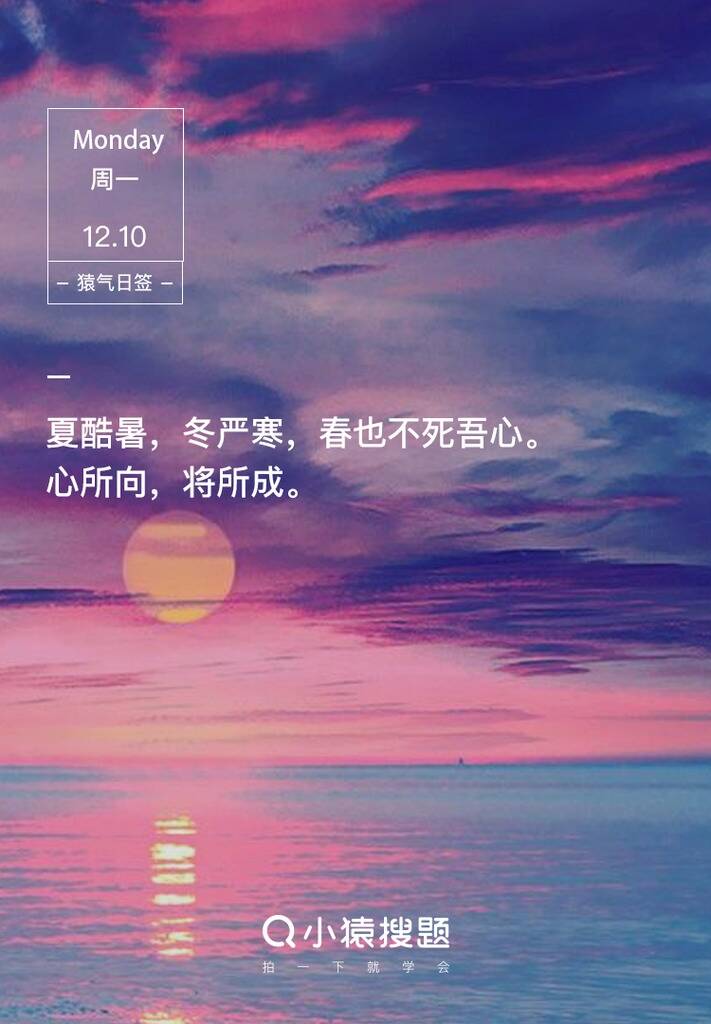 Monday
周一
12.10
– 猿气日签 –
—
夏酷暑，冬严寒，春也不死吾心。
心所向，将所成。
小猿搜题
拍一下就学会